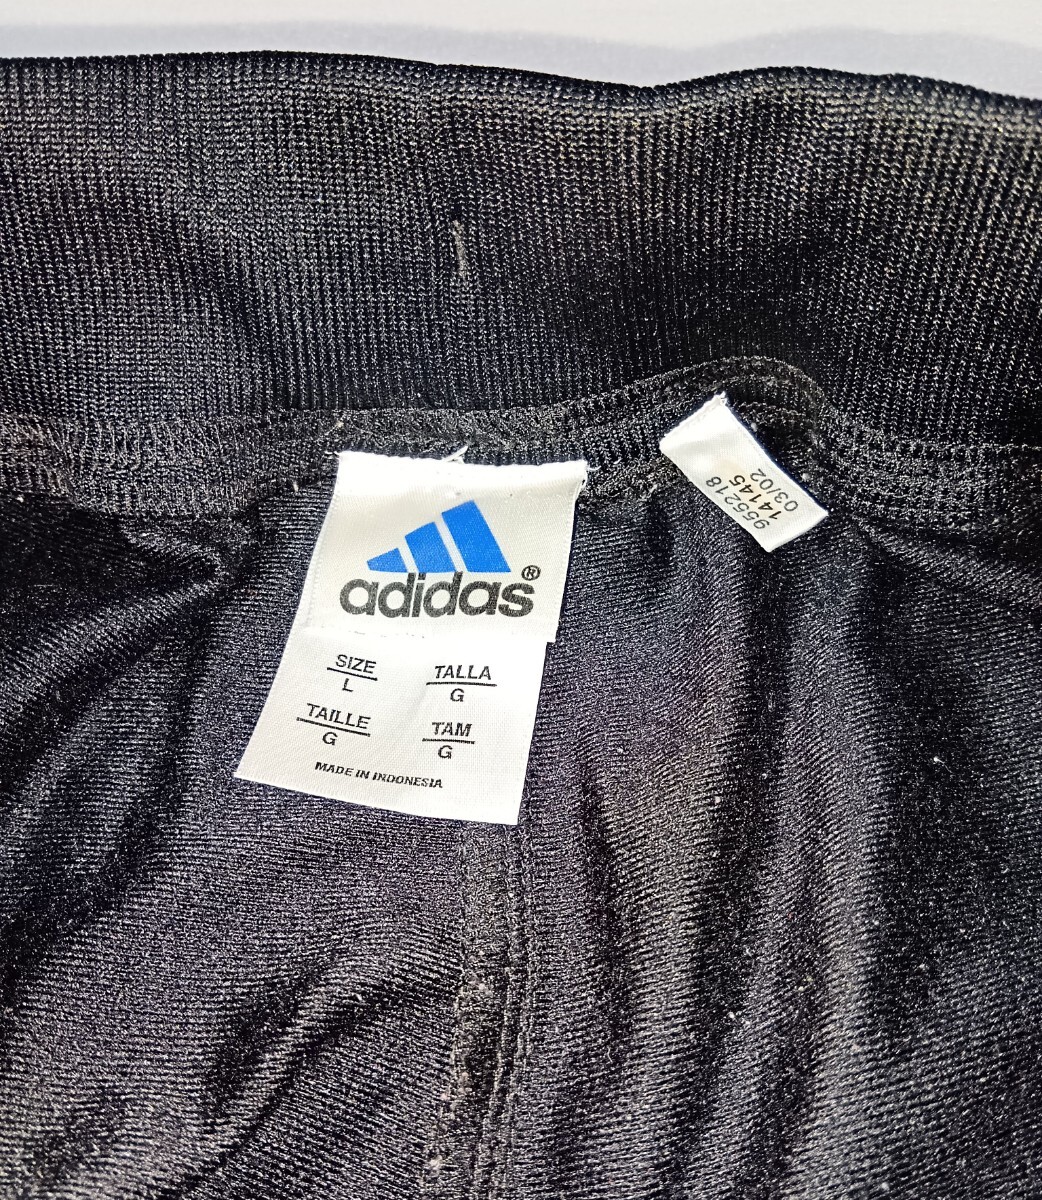 adidas®
SIZE
L
TALLA
G
TAILLE
G
TAM
G
MADE IN INDONESIA
955218
14145
03/02